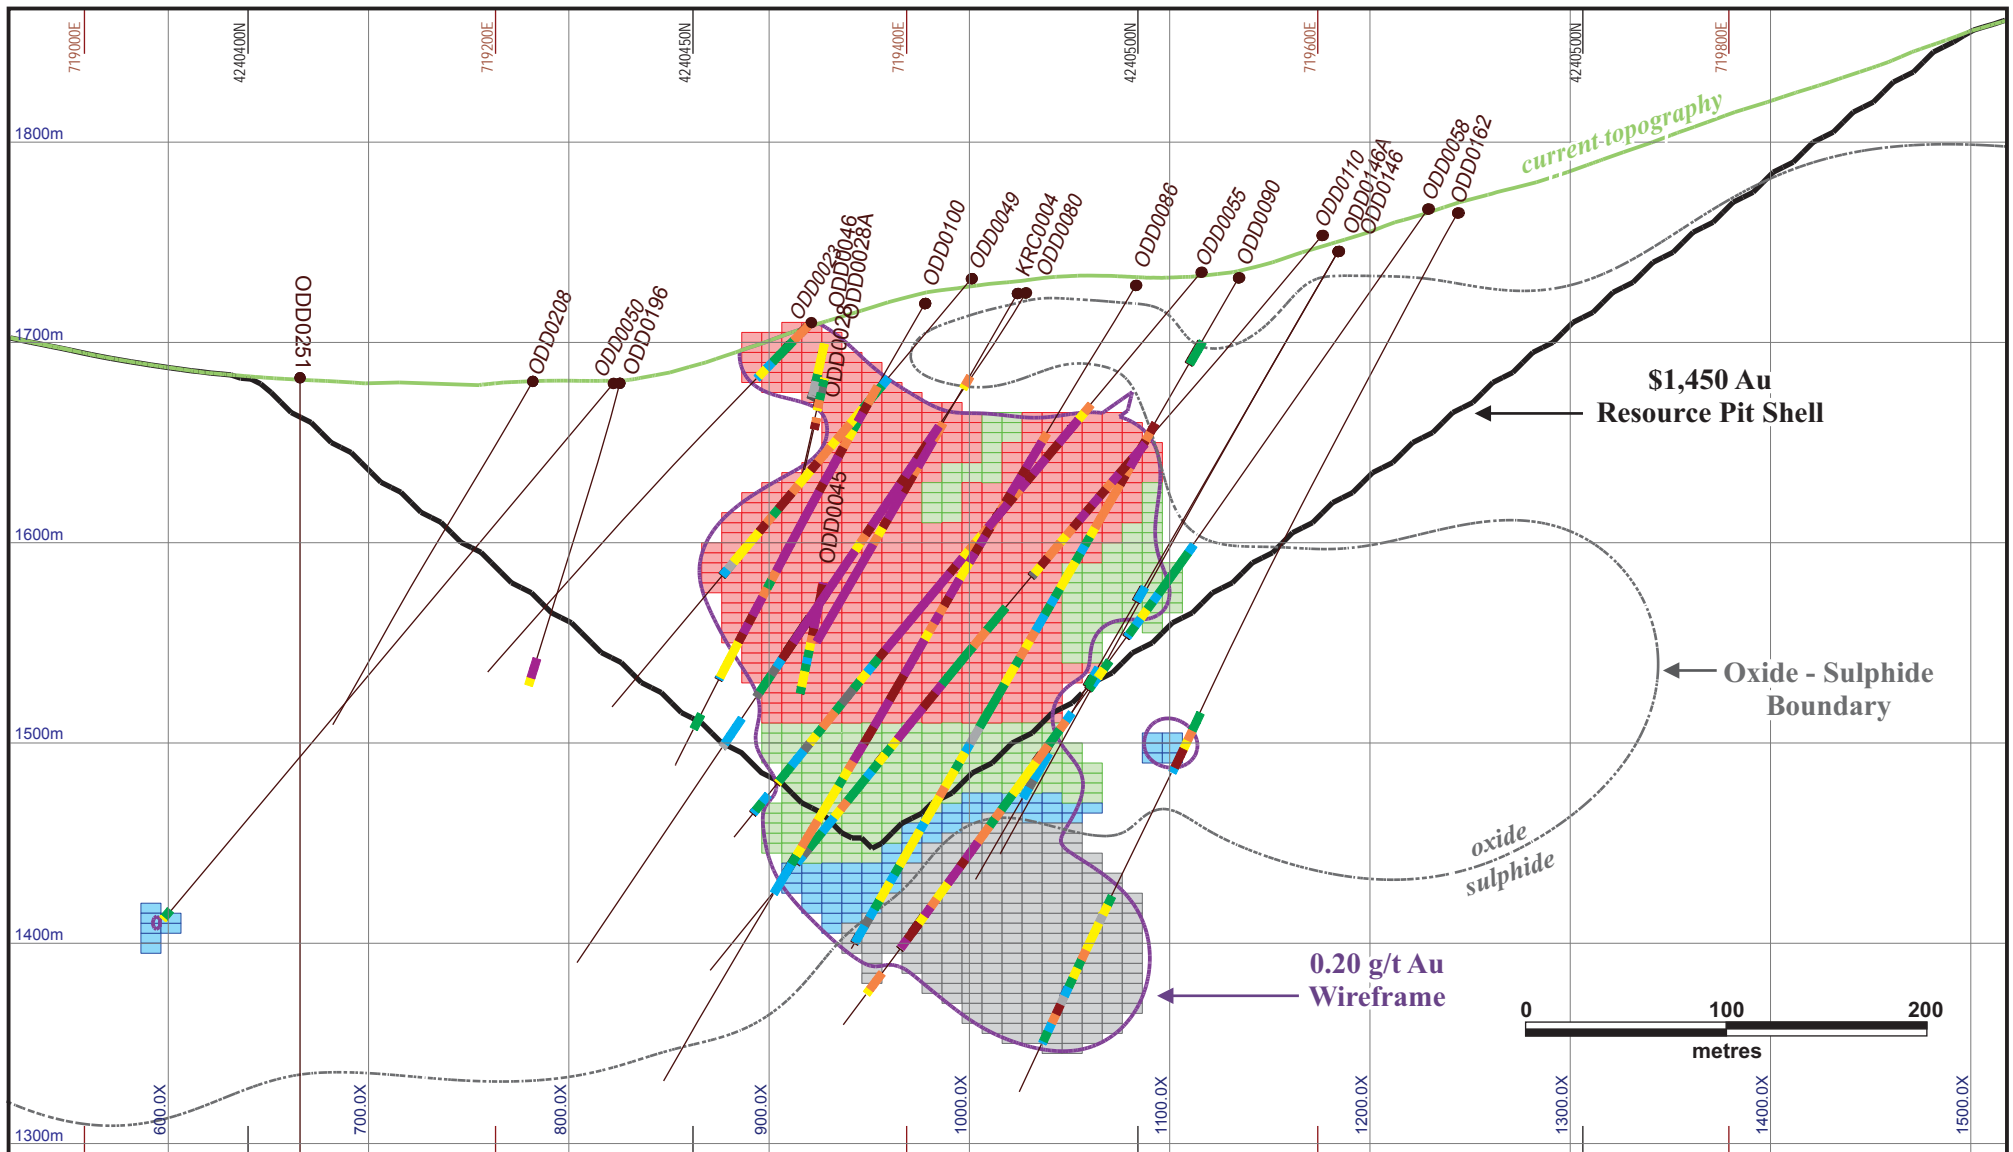 719000E
4240400N
719200E
4240450N
719400E
4240500N
719600E
4240500N
719800E
1800m
1700m
1600m
1500m
1400m
1300m
current topography
ODD0251
ODD0208
ODD0050
ODD0196
ODD0023
ODD0046
ODD0028A
ODD0028
ODD0045
ODD0100
ODD0049
KRC0004
ODD0080
ODD0086
ODD0055
ODD0090
ODD0110
ODD0146A
ODD0146
ODD0058
ODD0162
$1,450 Au
Resource Pit Shell
Oxide - Sulphide
Boundary
oxide
sulphide
0.20 g/t Au
Wireframe
0 100 200
metres
600.0X
700.0X
800.0X
900.0X
1000.0X
1100.0X
1200.0X
1300.0X
1400.0X
1500.0X